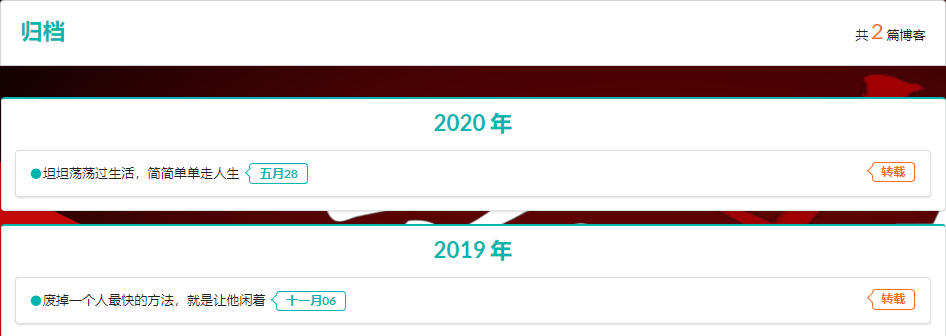 归档 共 2 篇博客
2020 年
坦坦荡荡过生活，简简单单走人生 五月28 转载
2019 年
废掉一个人最快的方法，就是让他闲着 十一月06 转载